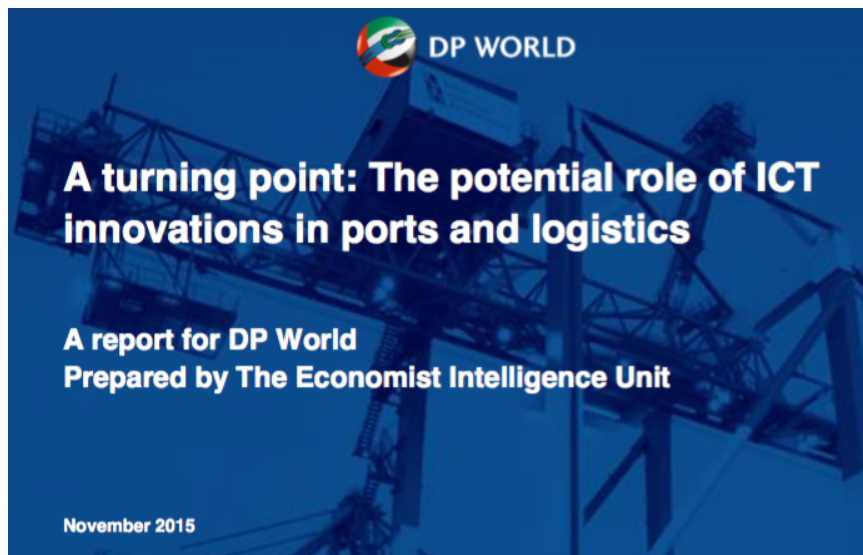 DP WORLD
A turning point: The potential role of ICT
innovations in ports and logistics
A report for DP World
Prepared by The Economist Intelligence Unit
November 2015